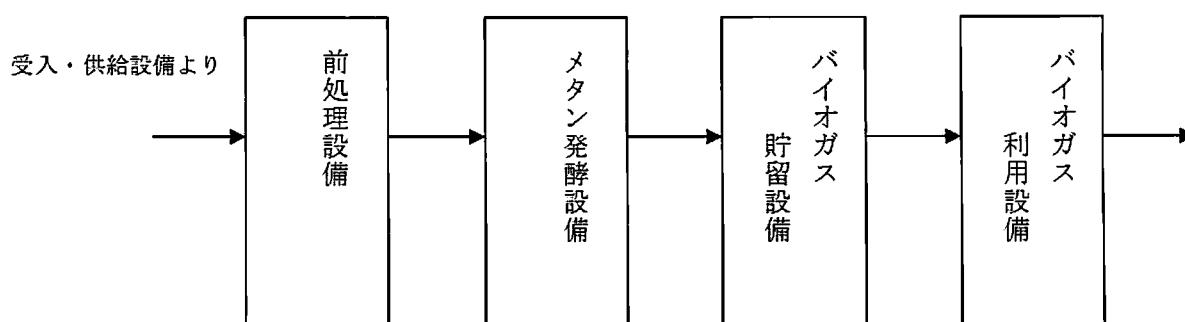 受入・供給設備より
前処理設備
メタン発酵設備
バイオガス
貯留設備
バイオガス
利用設備